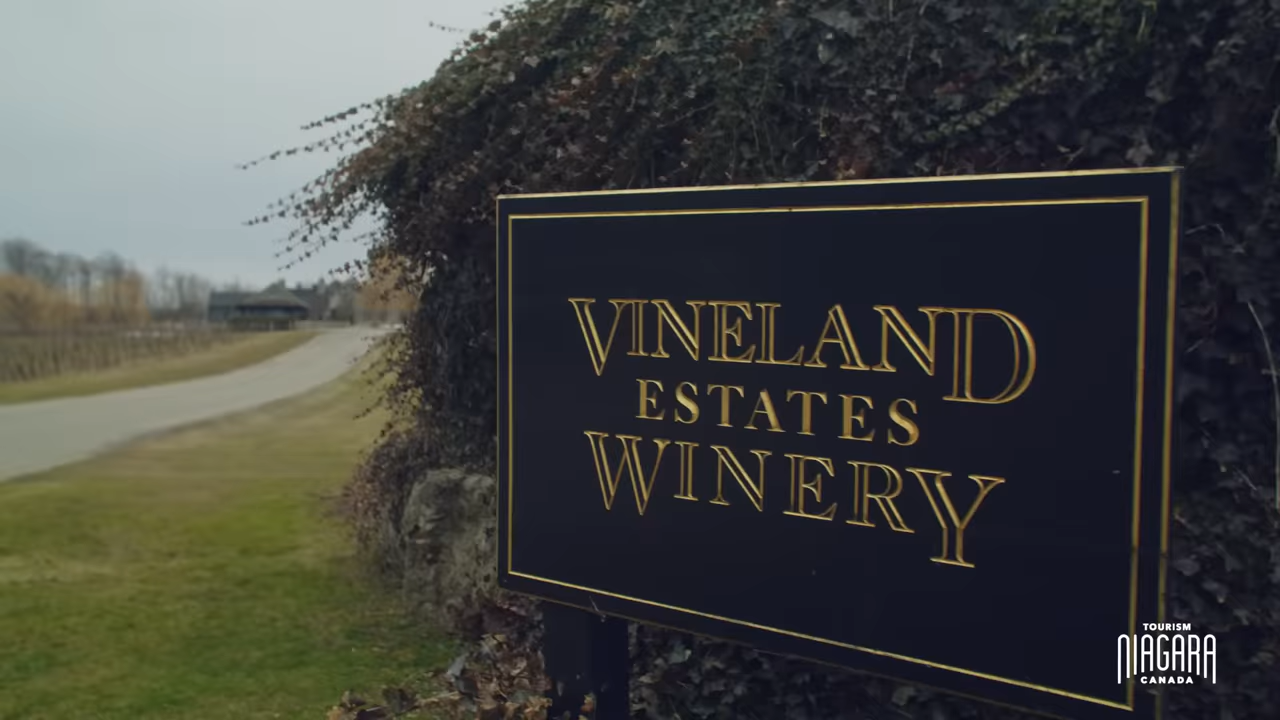 VINELAND
ESTATES
WINERY
TOURISM
NIAGARA
CANADA